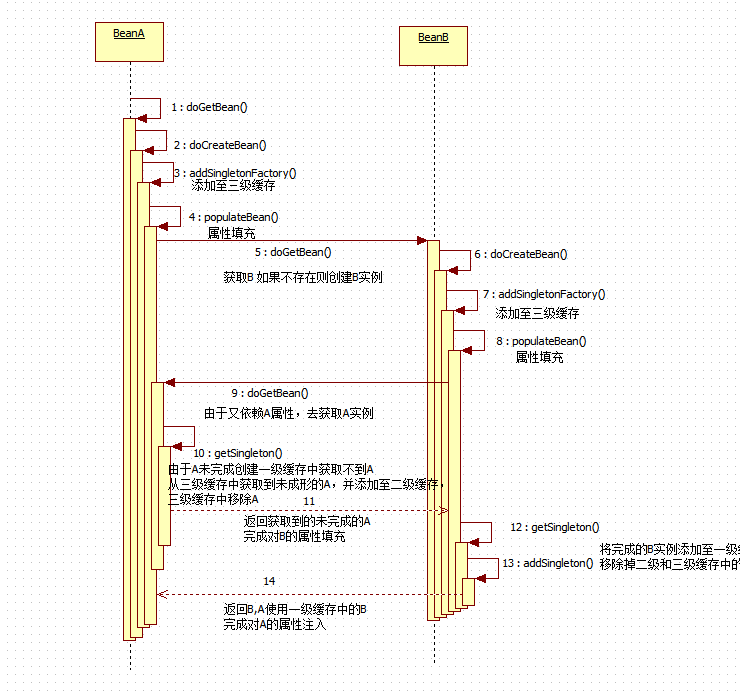 BeanA
BeanB
1 : doGetBean()
2 : doCreateBean()
3 : addSingletonFactory()
添加至三级缓存
4 : populateBean()
属性填充
5 : doGetBean()
获取B 如果不存在则创建B实例
6 : doCreateBean()
7 : addSingletonFactory()
添加至三级缓存
8 : populateBean()
属性填充
9 : doGetBean()
由于又依赖A属性，去获取A实例
10 : getSingleton()
由于A未完成创建一级缓存中获取不到A
从三级缓存中获取到未成形的A，并添加至二级缓存，
三级缓存中移除A
11
返回获取到的未完成的A
完成对B的属性填充
12 : getSingleton()
13 : addSingleton()
将完成的B实例添加至一级
移除掉二级和三级缓存中的
14
返回B,A使用一级缓存中的B
完成对A的属性注入